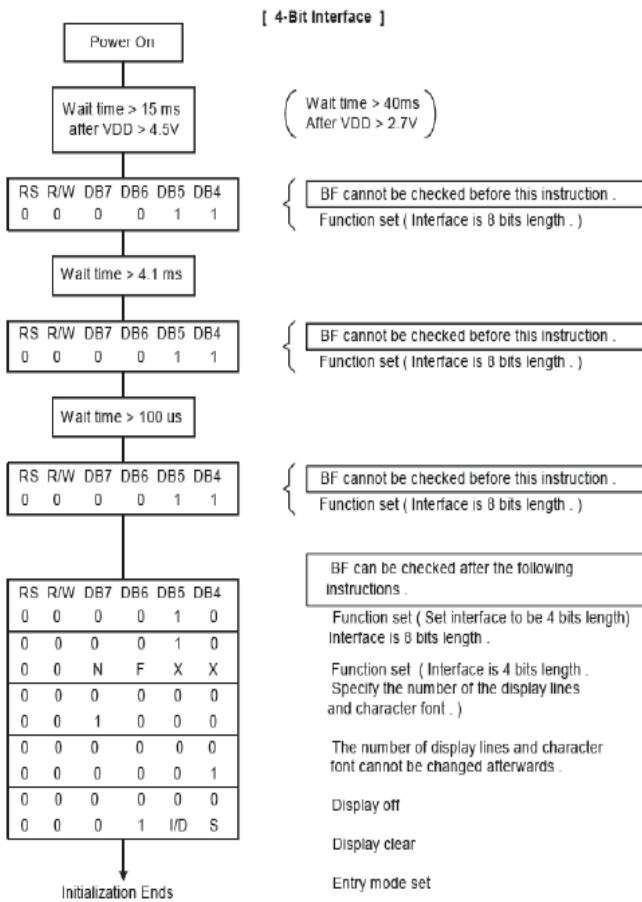 [ 4-Bit Interface ]
Power On
Wait time > 15 ms
after VDD > 4.5V
Wait time > 40ms
After VDD > 2.7V
RS R/W DB7 DB6 DB5 DB4
0 0 0 0 1 1
BF cannot be checked before this instruction .
Function set ( Interface is 8 bits length . )
Wait time > 4.1 ms
RS R/W DB7 DB6 DB5 DB4
0 0 0 0 1 1
BF cannot be checked before this instruction .
Function set ( Interface is 8 bits length . )
Wait time > 100 us
RS R/W DB7 DB6 DB5 DB4
0 0 0 0 1 1
BF cannot be checked before this instruction .
Function set ( Interface is 8 bits length . )
RS R/W DB7 DB6 DB5 DB4
0 0 0 0 1 0
0 0 0 0 1 0
0 0 N F X X
0 0 0 0 0 0
0 0 1 0 0 0
0 0 0 0 0 0
0 0 0 0 0 1
0 0 0 0 0 0
0 0 0 1 I/D S
BF can be checked after the following
instructions .
Function set ( Set interface to be 4 bits length)
Interface is 8 bits length .
Function set ( Interface is 4 bits length .
Specify the number of the display lines
and character font . )
The number of display lines and character
font cannot be changed afterwards .
Display off
Display clear
Entry mode set
Initialization Ends